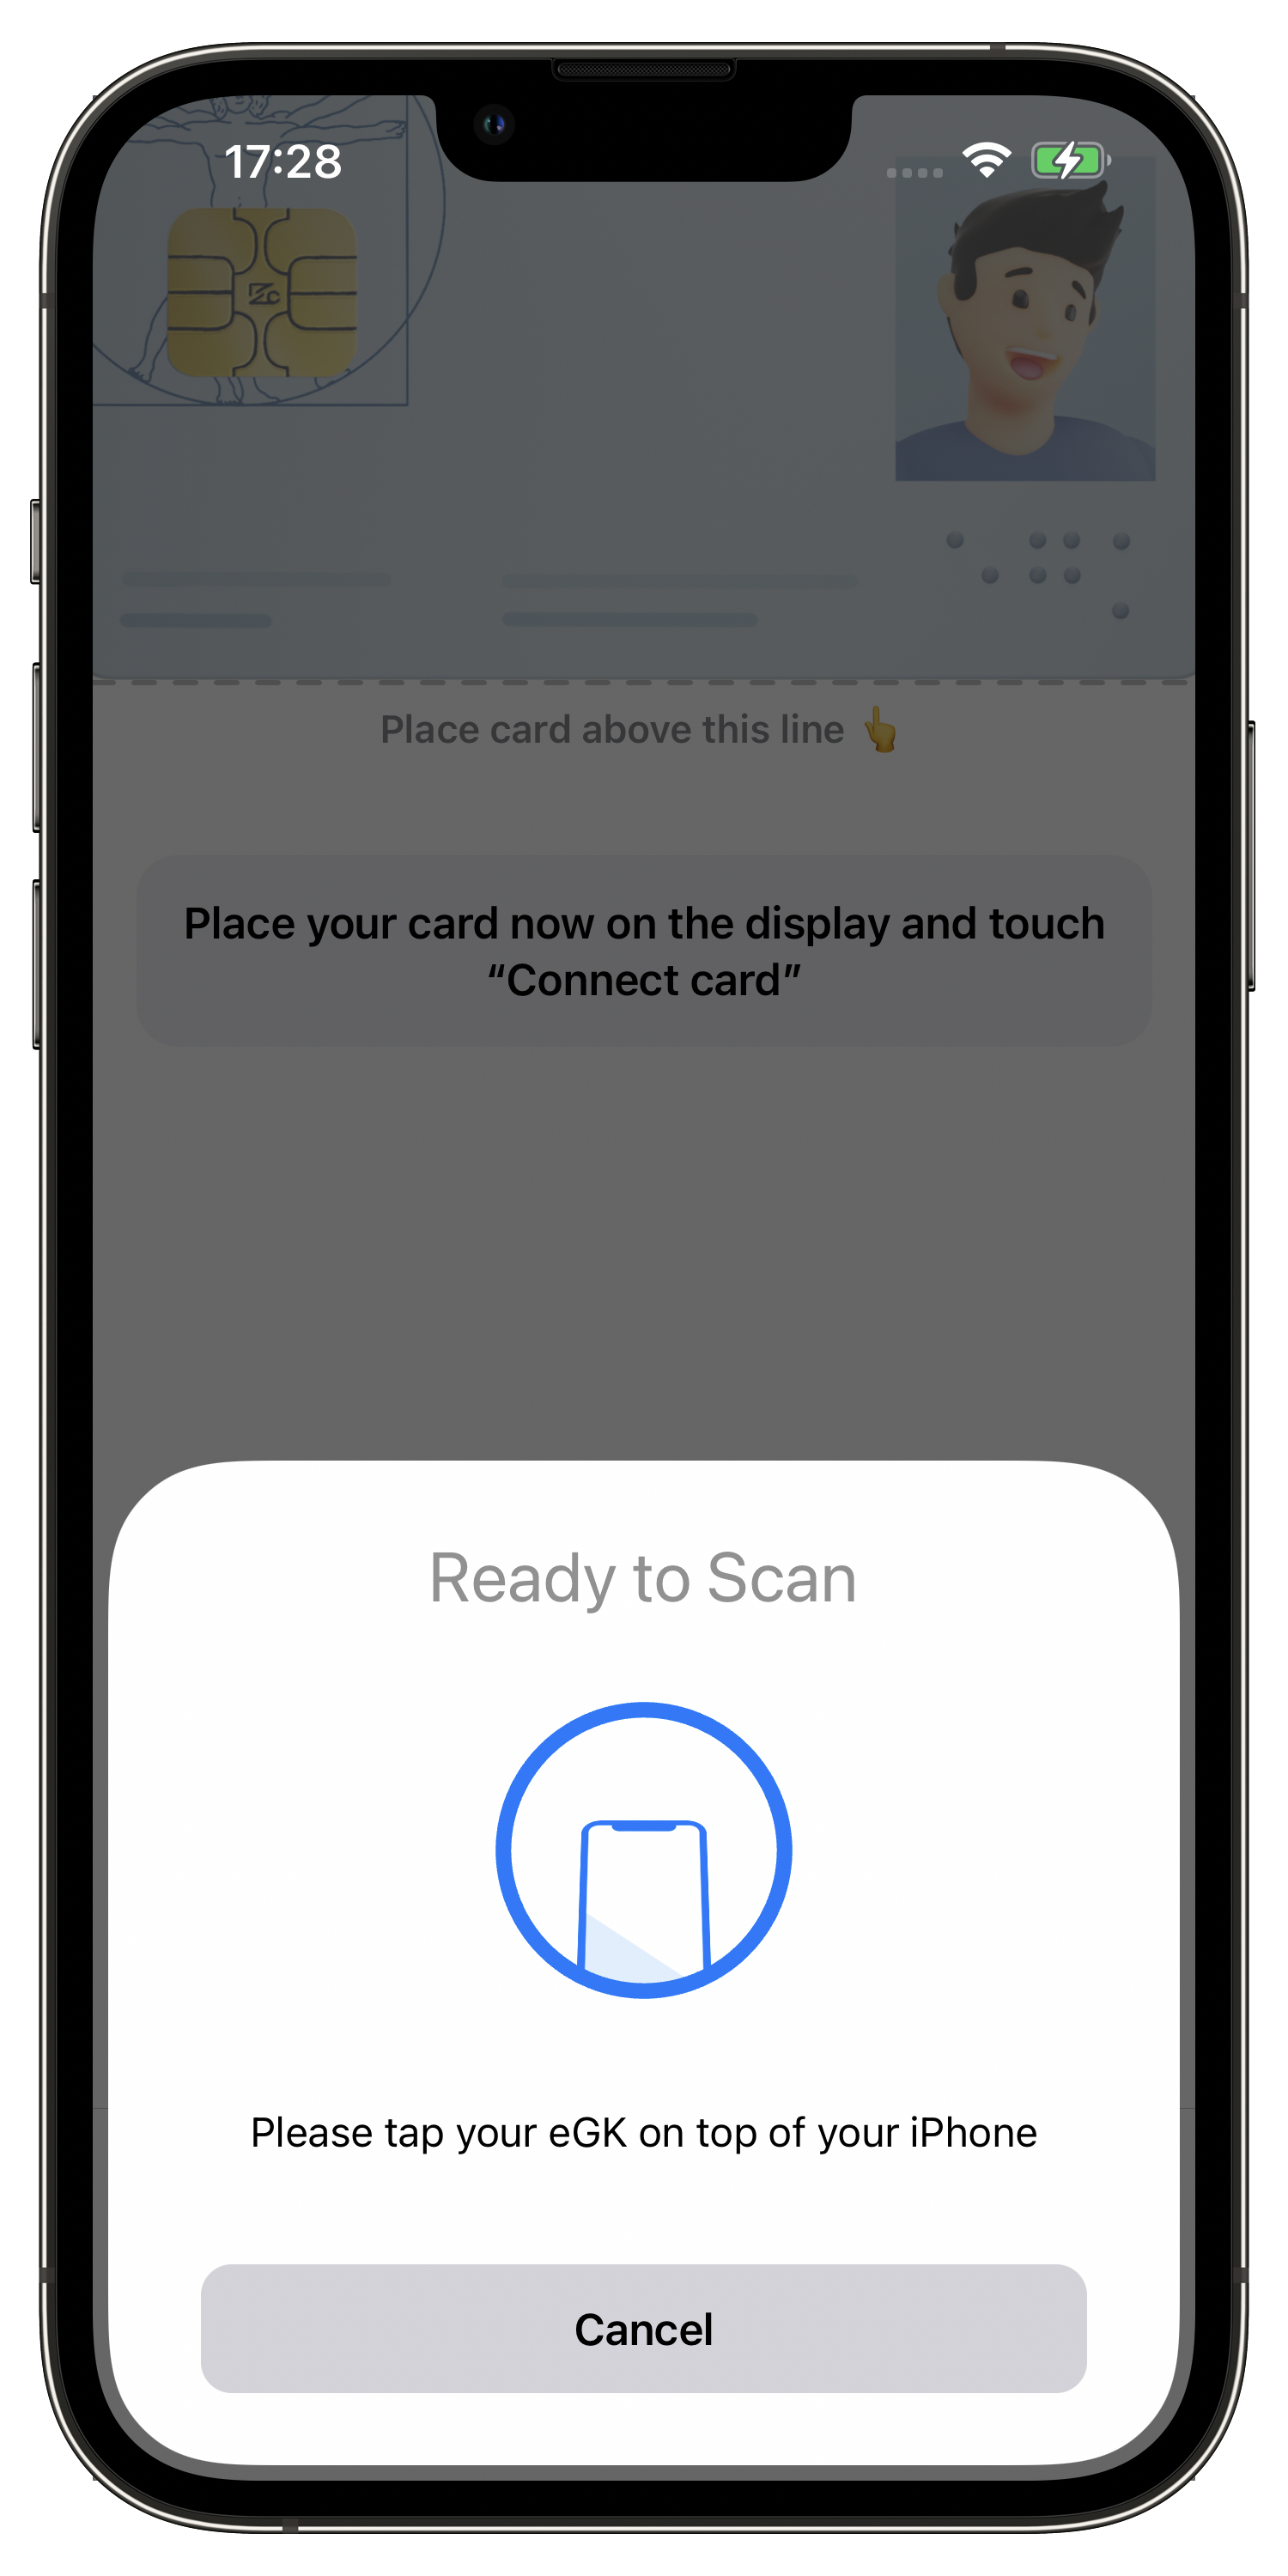 17:28
Place card above this line 👆
Place your card now on the display and touch
“Connect card”
Ready to Scan
Please tap your eGK on top of your iPhone
Cancel